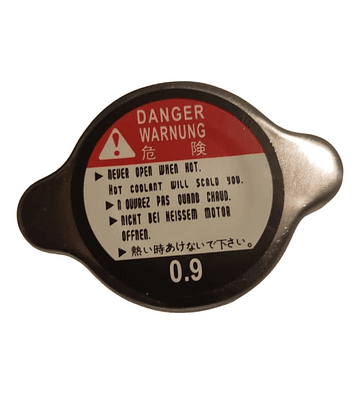 DANGER
WARNUNG
危 険
▶ NEVER OPEN WHEN HOT.
HOT COOLANT WILL SCALD YOU.
▶ N OUVREZ PAS QUAND CHAUD.
▶ NICHT BEI HEISSEM MOTOR
OFFNEN.
▶ 熱い時あけないで下さい。
0.9